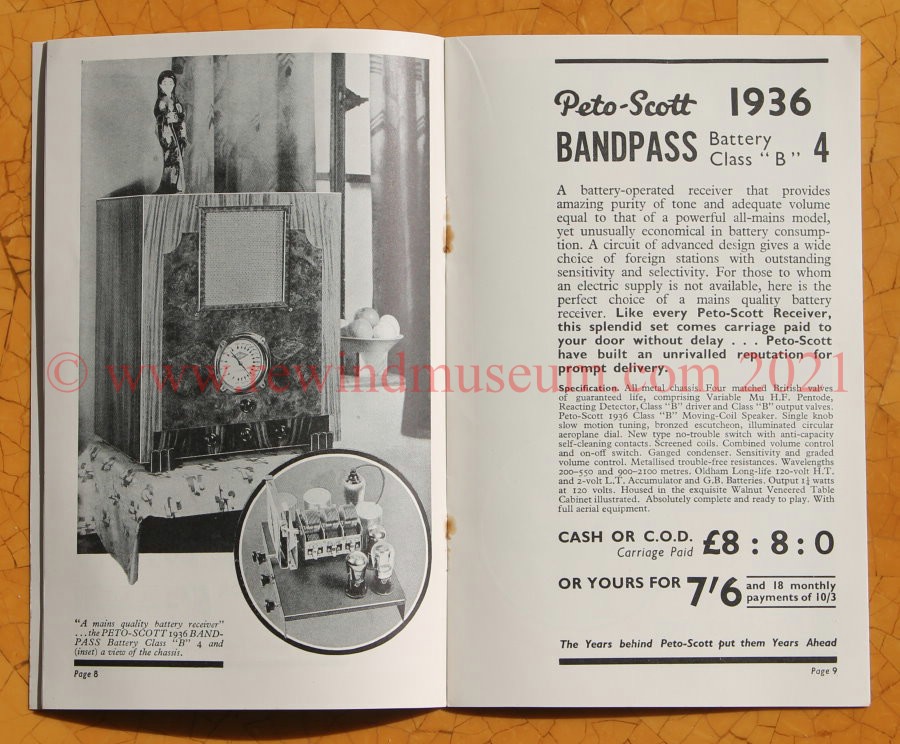 "A mains quality battery receiver"
...the PETO-SCOTT 1936 BAND-
PASS Battery Class "B" 4 and
(inset) a view of the chassis.
Page 8
Peto-Scott 1936
BANDPASS Battery Class "B" 4
A battery-operated receiver that provides
amazing purity of tone and adequate volume
equal to that of a powerful all-mains model,
yet unusually economical in battery consump-
tion. A circuit of advanced design gives a wide
choice of foreign stations with outstanding
sensitivity and selectivity. For those to whom
an electric supply is not available, here is the
perfect choice of a mains quality battery
receiver. Like every Peto-Scott Receiver,
this splendid set comes carriage paid to
your door without delay . . . Peto-Scott
have built an unrivalled reputation for
prompt delivery.
Specification. All-metal chassis. Four matched British valves
of guaranteed life, comprising Variable Mu H.F. Pentode,
Reacting Detector, Class "B" driver and Class "B" output valves.
Peto-Scott 1936 Class "B" Moving-Coil Speaker. Single knob
slow motion tuning, bronzed escutcheon, illuminated circular
aeroplane dial. New type no-trouble switch with anti-capacity
self-cleaning contacts. Screened coils. Combined volume control
and on-off switch. Ganged condenser. Sensitivity and graded
volume control. Metallised trouble-free resistances. Wavelengths
200-550 and 900-2100 metres. Oldham Long-life 120-volt H.T.
and 2-volt L.T. Accumulator and G.B. Batteries. Output 1¼ watts
at 120 volts. Housed in the exquisite Walnut Veneered Table
Cabinet illustrated. Absolutely complete and ready to play. With
full aerial equipment.
CASH OR C.O.D. £8 : 8 : 0
Carriage Paid
OR YOURS FOR 7'6 and 18 monthly
payments of 10/3
The Years behind Peto-Scott put them Years Ahead
Page 9
© www.rewindmuseum.com 2021